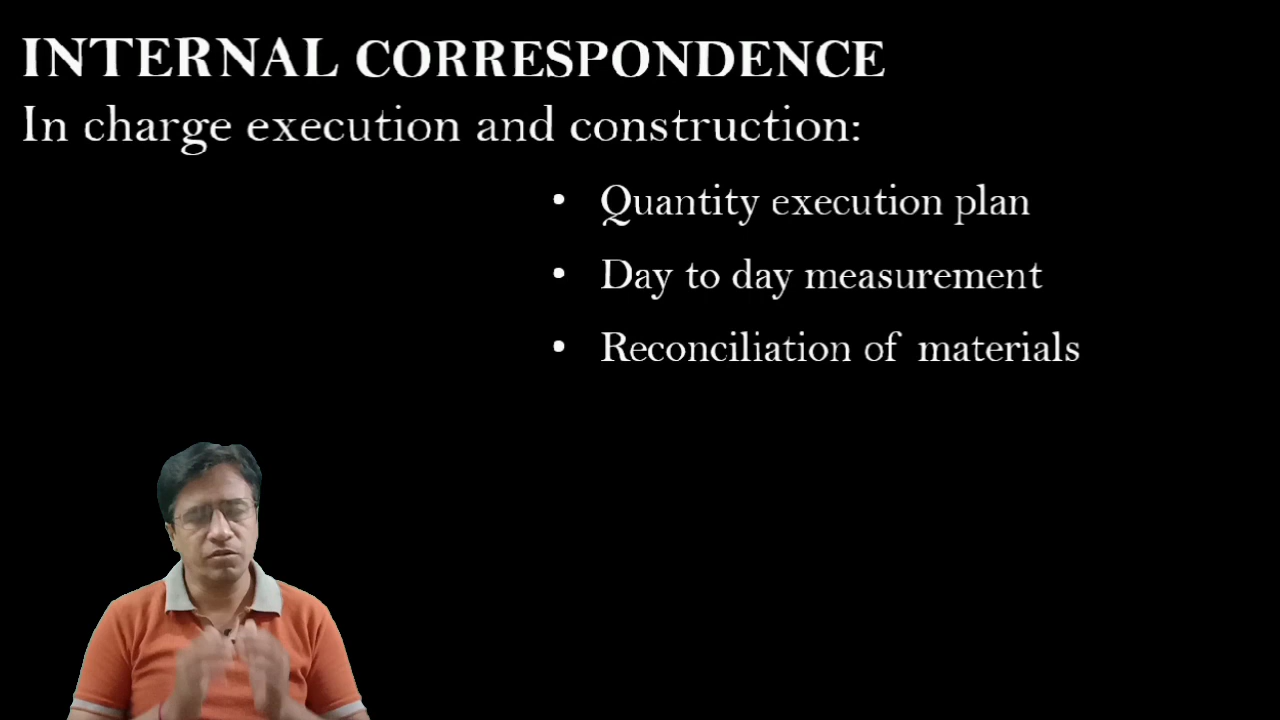 INTERNAL CORRESPONDENCE
In charge execution and construction:
• Quantity execution plan
• Day to day measurement
• Reconciliation of materials